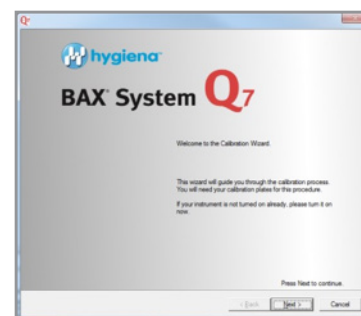 Q7
hygiena
BAX System Q7
Welcome to the Calibration Wizard.
This wizard will guide you through the calibration process.
You will need your calibration plates for this procedure.
If your instrument is not turned on already, please turn it on
now.
Press Next to continue.
< Back Next > Cancel